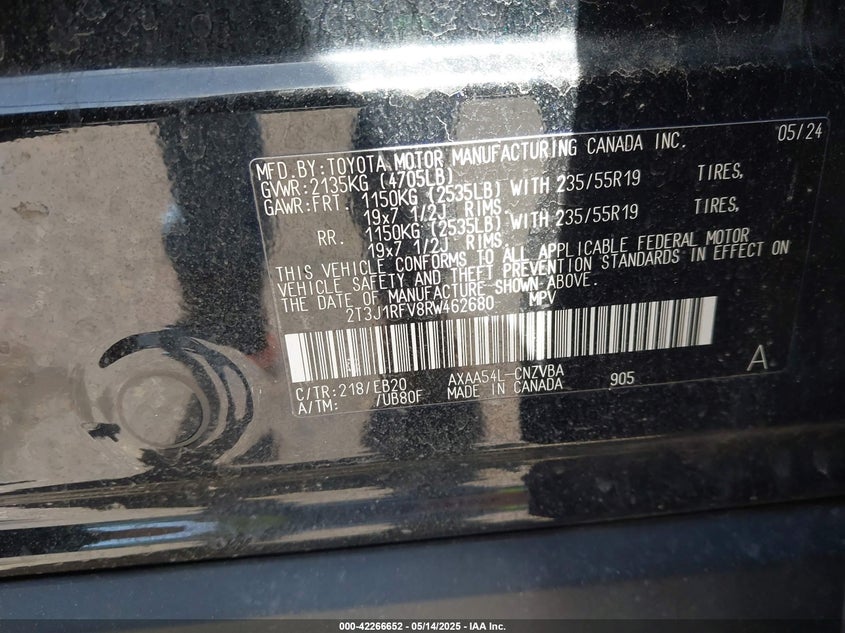 MFD. BY: TOYOTA MOTOR MANUFACTURING CANADA INC. 05/24
GVWR: 2135KG (4705LB)
GAWR: FRT. 1150KG (2535LB) WITH 235/55R19 TIRES,
19x7 1/2J RIMS.
RR. 1150KG (2535LB) WITH 235/55R19 TIRES,
19x7 1/2J RIMS.
THIS VEHICLE CONFORMS TO ALL APPLICABLE FEDERAL MOTOR
VEHICLE SAFETY AND THEFT PREVENTION STANDARDS IN EFFECT ON
THE DATE OF MANUFACTURE SHOWN ABOVE.
2T3J1RFV8RW462680 MPV
C/TR: 218/EB20 AXAA54L-CNZVBA 905 A
A/TM: /UB80F MADE IN CANADA
000-42266652 | 05/14/2025 | IAA Inc.